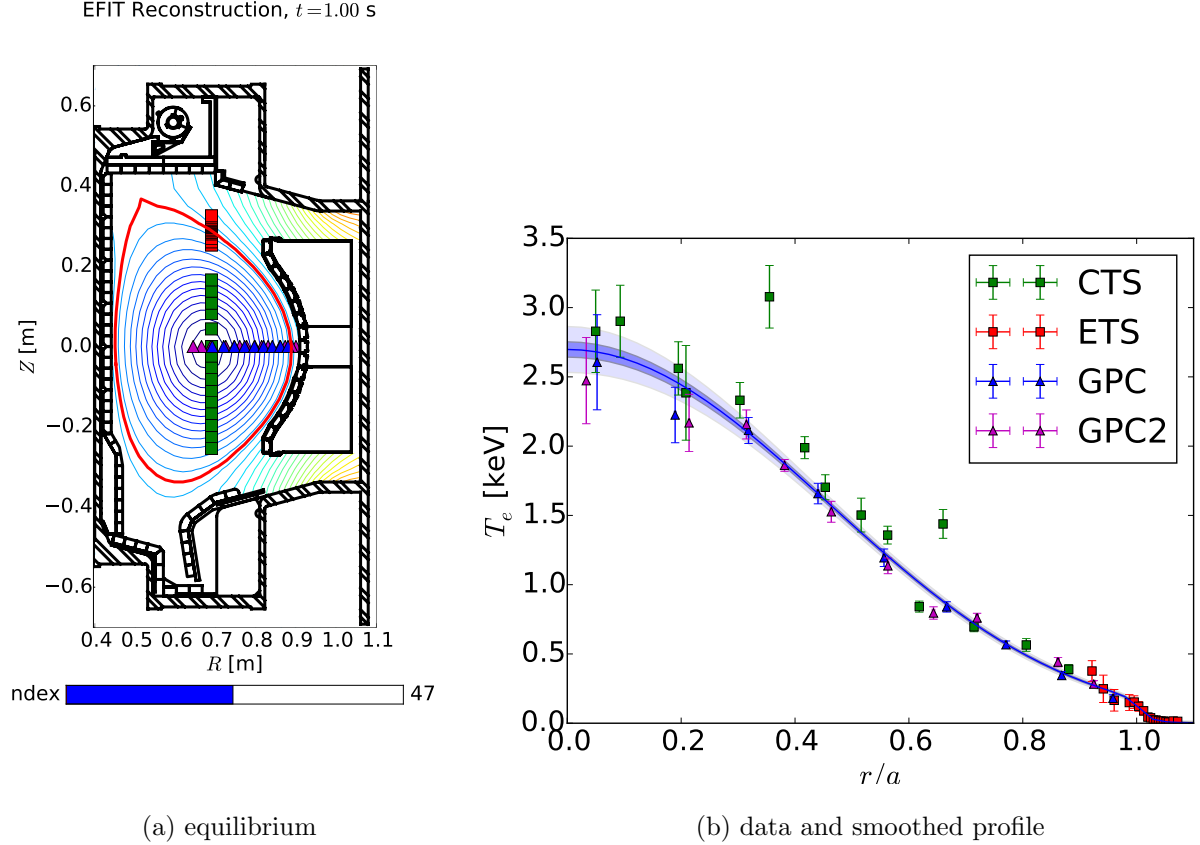 EFIT Reconstruction, t=1.00 s
0.6
0.4
0.2
0.0
−0.2
−0.4
−0.6
Z [m]
0.4 0.5 0.6 0.7 0.8 0.9 1.0 1.1
R [m]
ndex 47
(a) equilibrium
3.5
3.0
2.5
2.0
1.5
1.0
0.5
0.0
T_e [keV]
0.0 0.2 0.4 0.6 0.8 1.0
r/a
CTS
ETS
GPC
GPC2
(b) data and smoothed profile